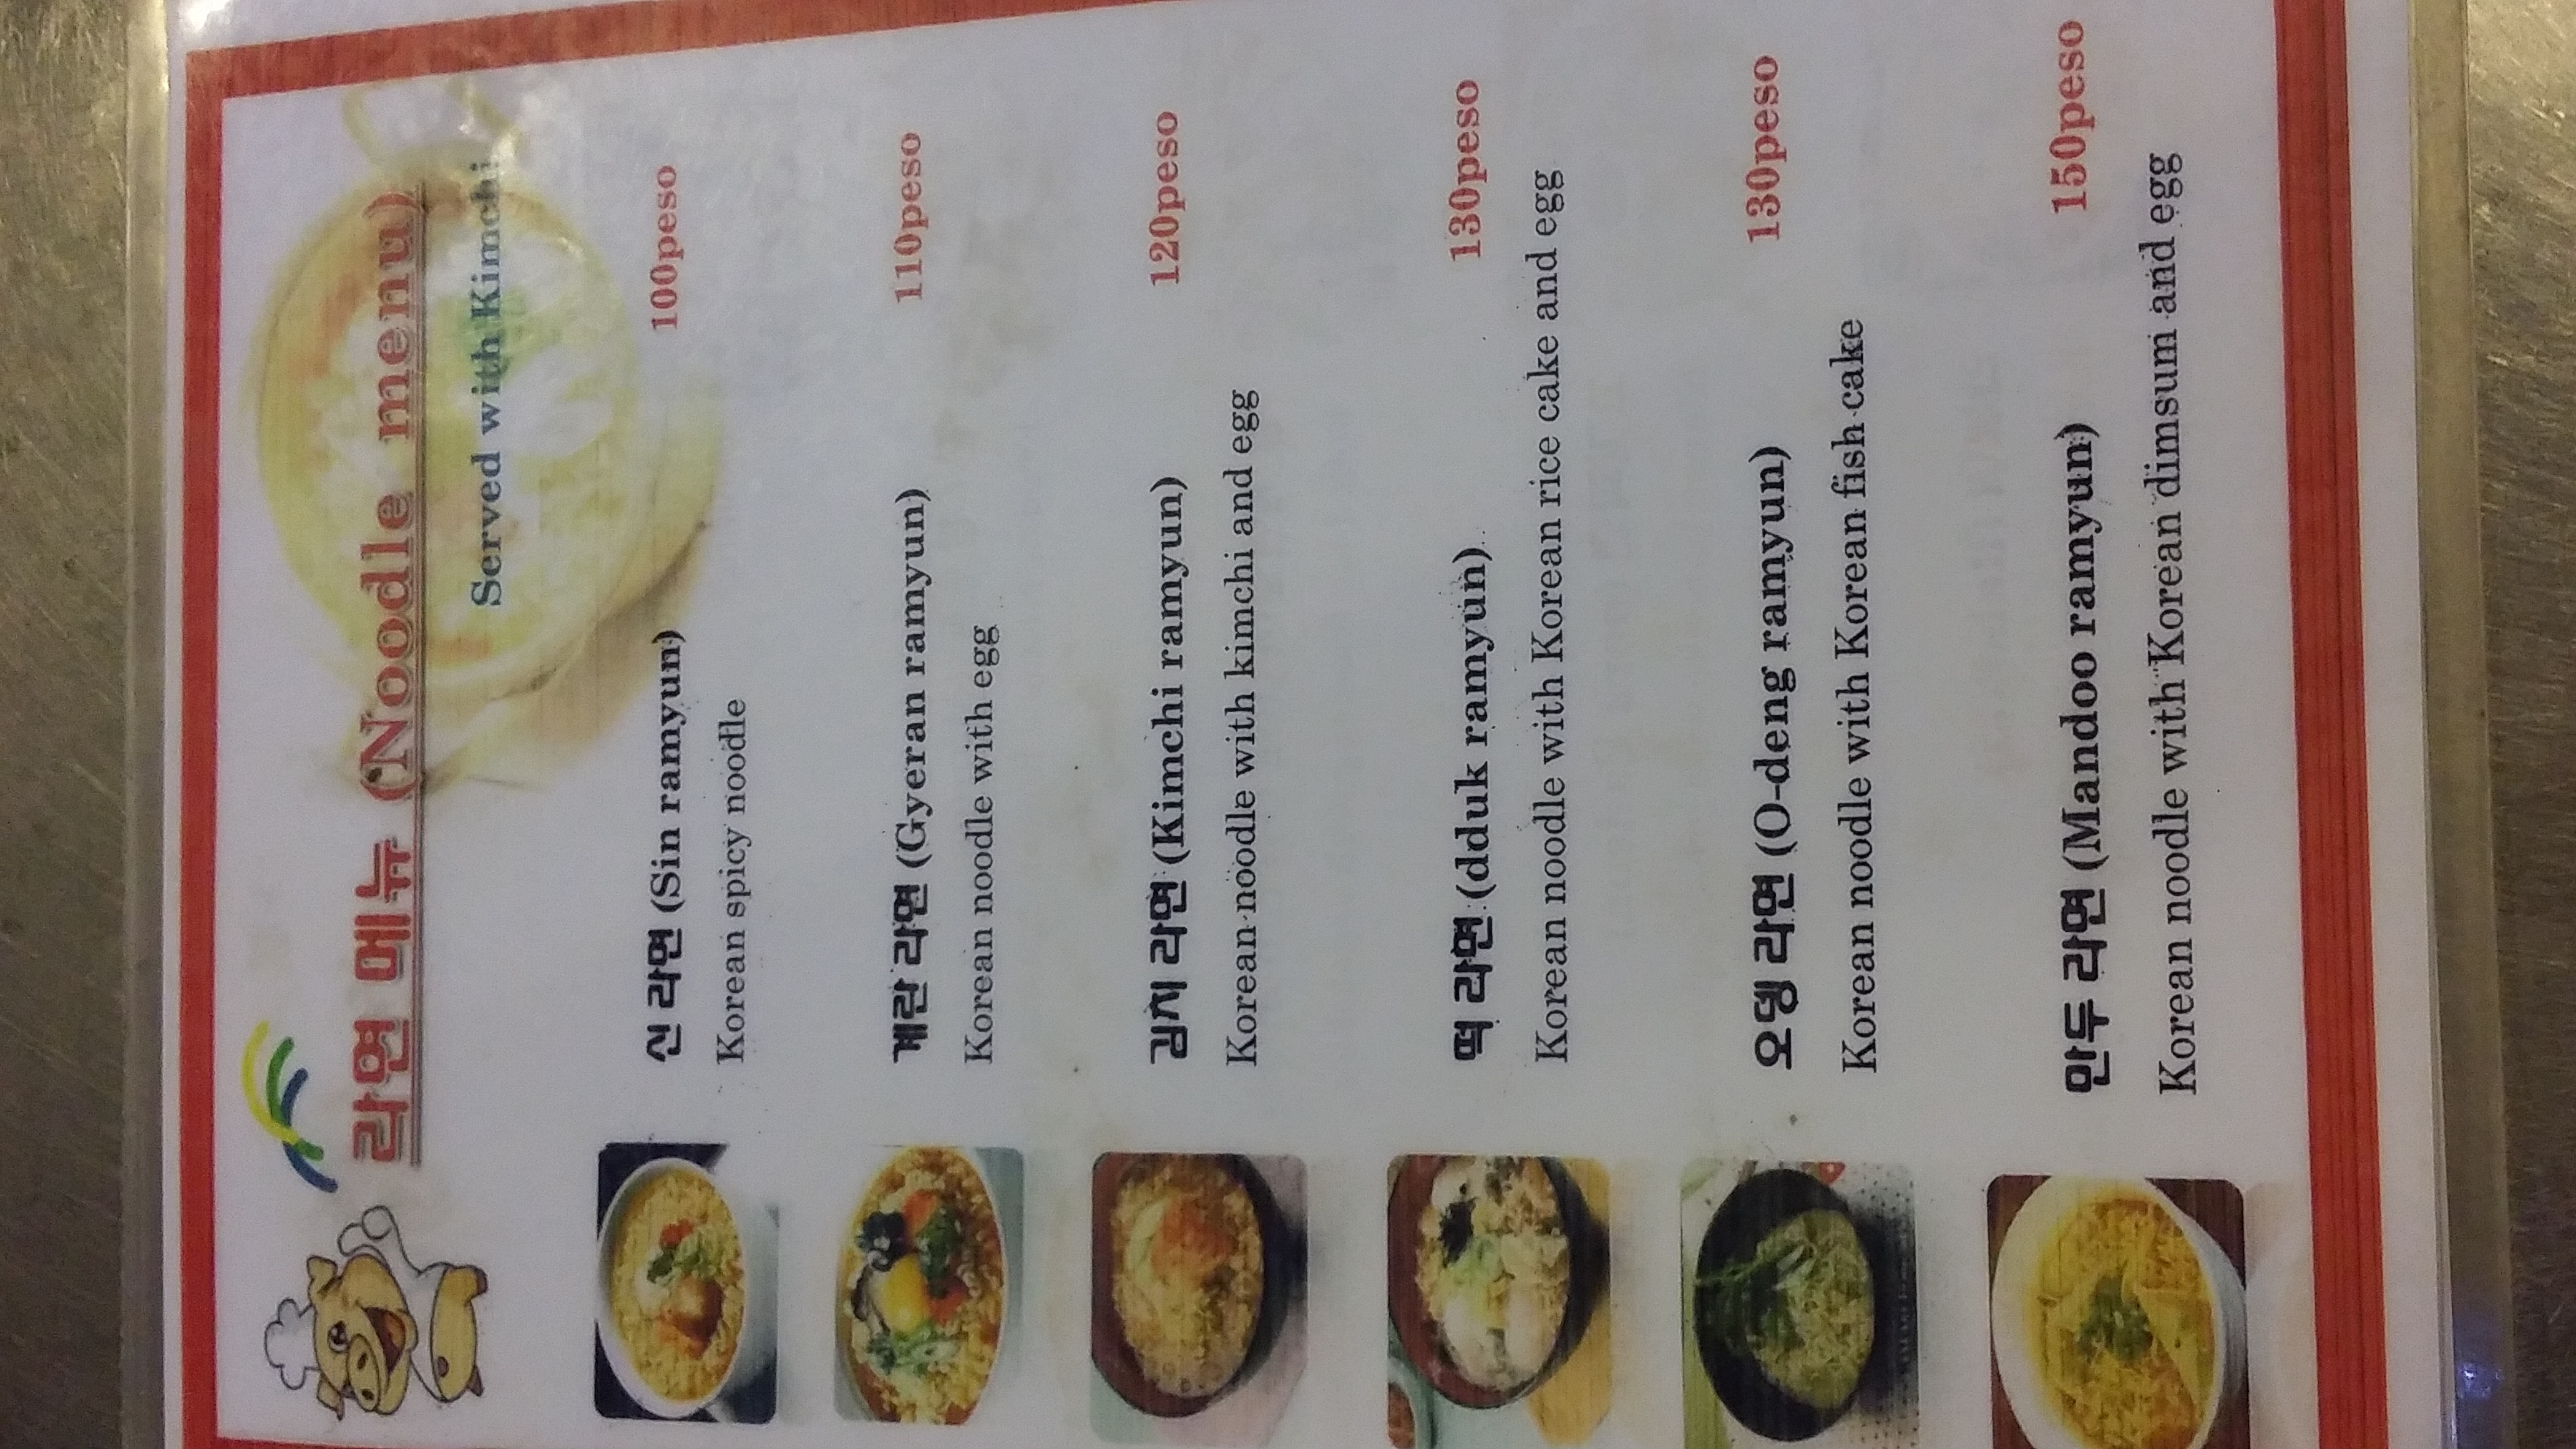 라면 메뉴 (Noodle menu)
Served with Kimchi
신 라면 (Sin ramyun) 100peso
Korean spicy noodle
계란 라면 (Gyeran ramyun) 110peso
Korean noodle with egg
김치 라면 (Kimchi ramyun) 120peso
Korean noodle with kimchi and egg
떡 라면 (dduk ramyun) 130peso
Korean noodle with Korean rice cake and egg
오뎅 라면 (O-deng ramyun) 130peso
Korean noodle with Korean fish cake
만두 라면 (Mandoo ramyun) 150peso
Korean noodle with Korean dimsum and egg